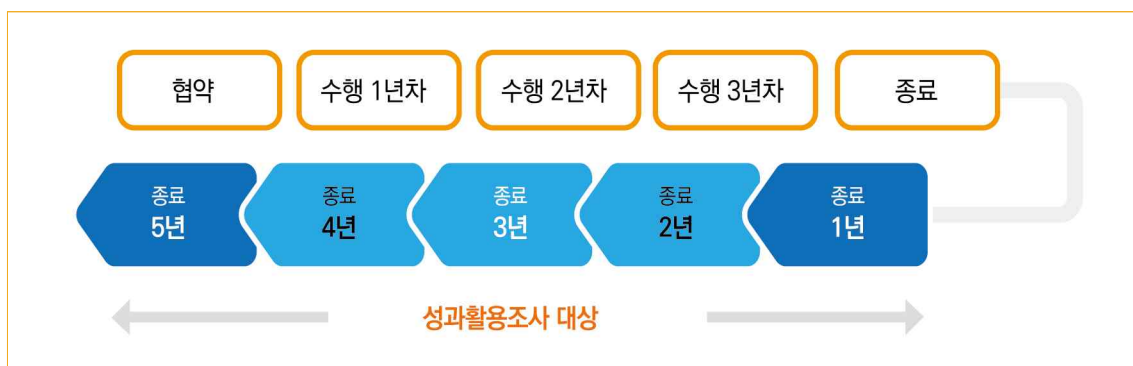 협약
수행 1년차
수행 2년차
수행 3년차
종료
종료
5년
종료
4년
종료
3년
종료
2년
종료
1년
성과활용조사 대상